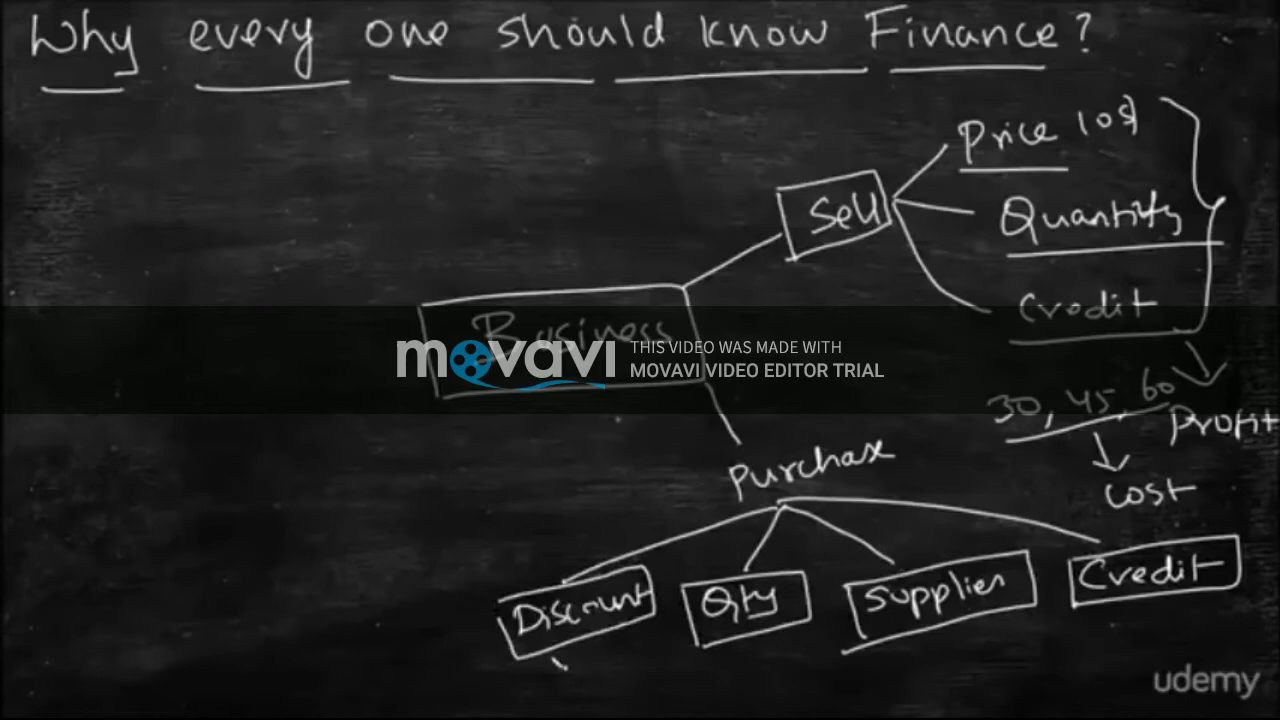 Why every one should know Finance?
Price 10$
Sell
Quantity
Credit
Business
movavi
THIS VIDEO WAS MADE WITH
MOVAVI VIDEO EDITOR TRIAL
30, 45, 60
Profit
Purchase
Cost
Discount
Qty
Supplier
Credit
udemy